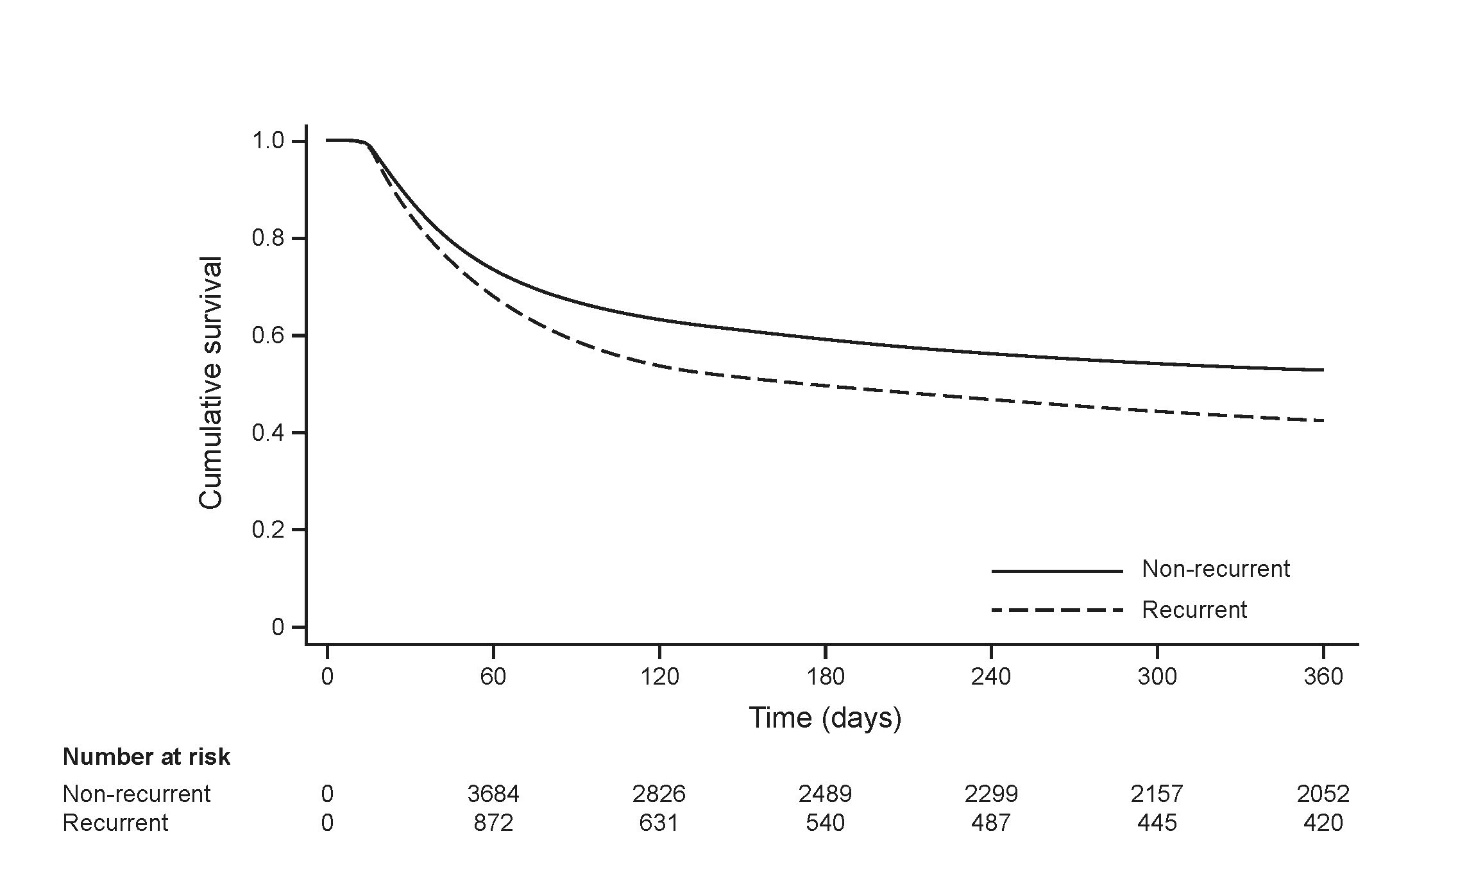 Cumulative survival
1.0
0.8
0.6
0.4
0.2
0
Non-recurrent
Recurrent
0 60 120 180 240 300 360
Time (days)
Number at risk
Non-recurrent 0 3684 2826 2489 2299 2157 2052
Recurrent 0 872 631 540 487 445 420